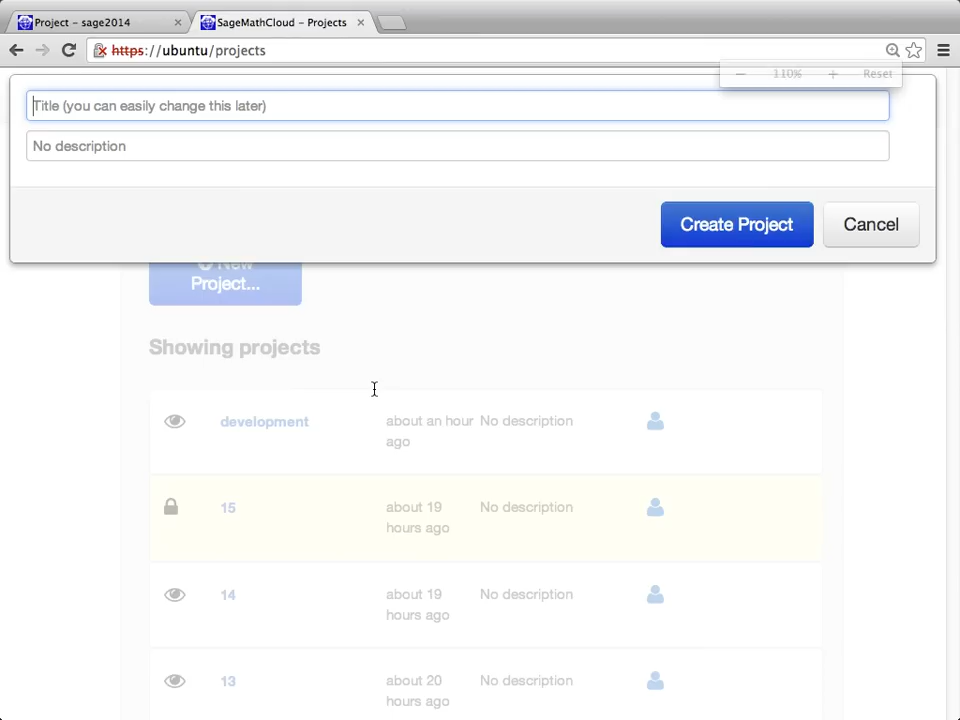 Project – sage2014
SageMathCloud – Projects
https://ubuntu/projects
110%
Reset
Title (you can easily change this later)
No description
Create Project
Cancel
New
Project...
Showing projects
development
about an hour ago
No description
15
about 19 hours ago
No description
14
about 19 hours ago
No description
13
about 20 hours ago
No description